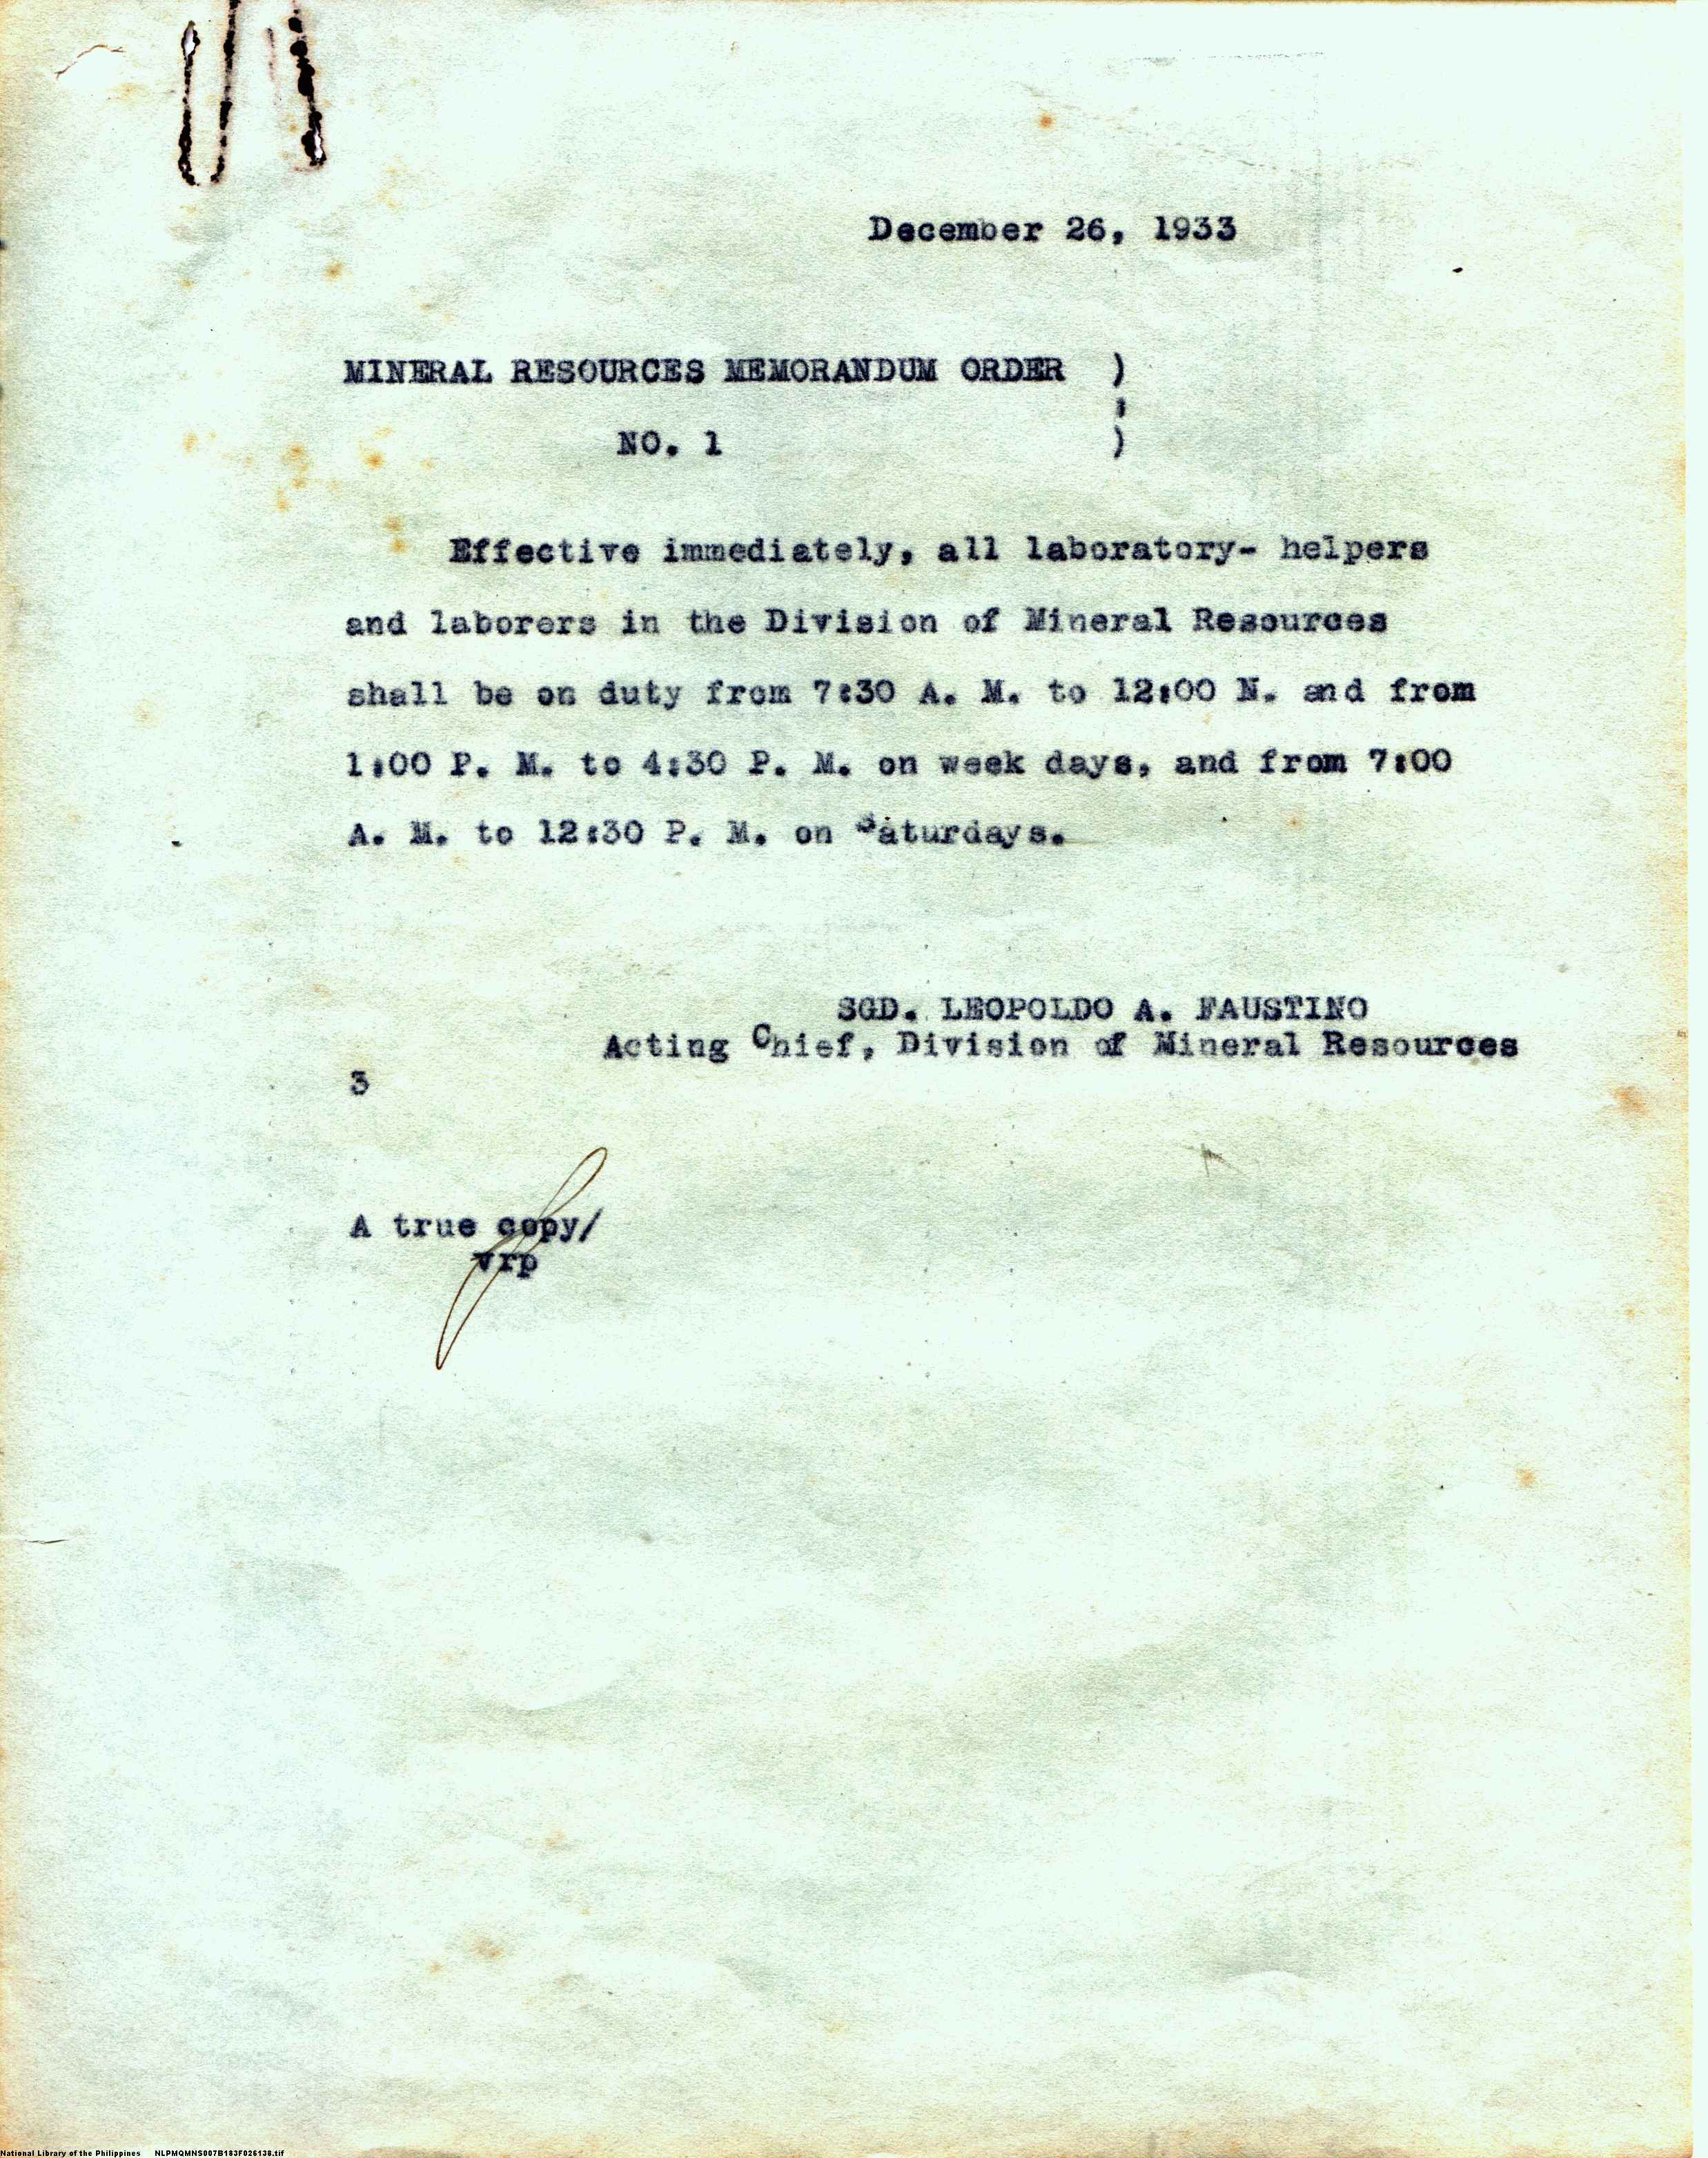 December 26, 1933
MINERAL RESOURCES MEMORANDUM ORDER )
:
NO. 1 )
Effective immediately, all laboratory- helpers
and laborers in the Division of Mineral Resources
shall be on duty from 7:30 A. M. to 12:00 N. and from
1:00 P. M. to 4:30 P. M. on week days, and from 7:00
A. M. to 12:30 P. M. on Saturdays.
SGD. LEOPOLDO A. FAUSTINO
Acting Chief, Division of Mineral Resources
3
A true copy/
vrp
National Library of the Philippines NLPMQMNS007B183F026138.tif